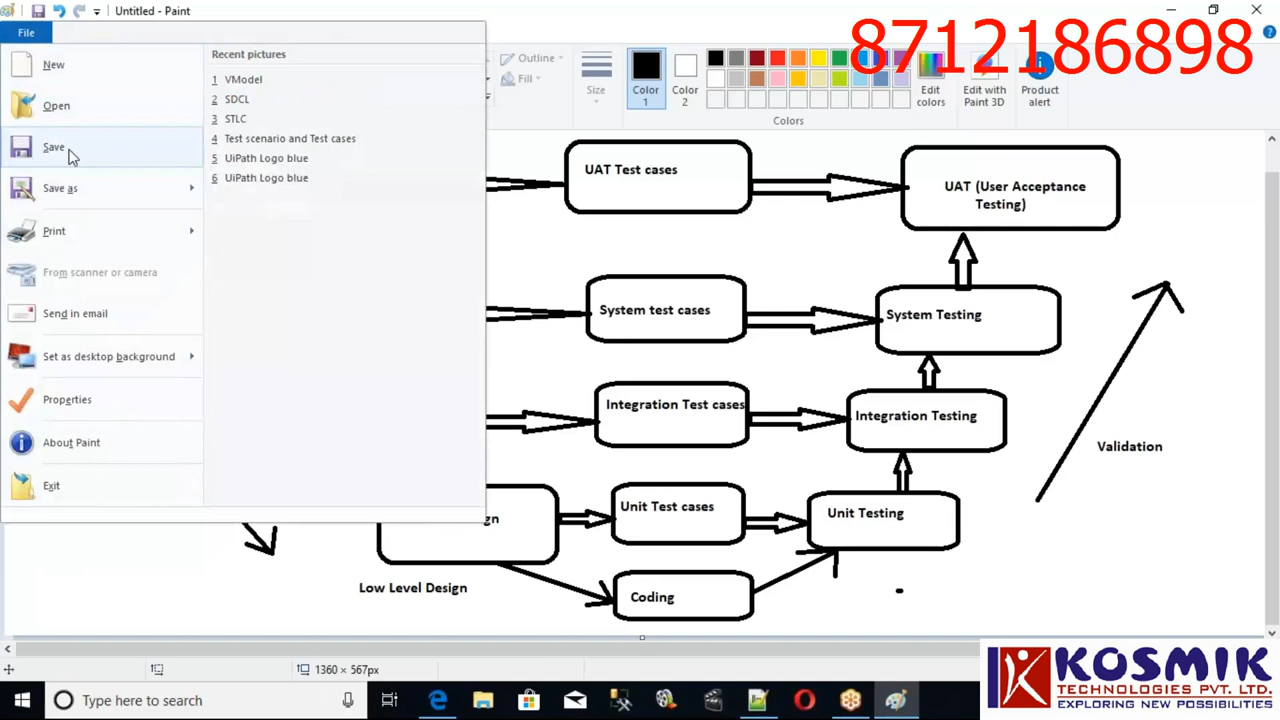 Untitled - Paint
8712186898
File
New
Open
Save
Save as
Print
From scanner or camera
Send in email
Set as desktop background
Properties
About Paint
Exit
Recent pictures
1 VModel
2 SDCL
3 STLC
4 Test scenario and Test cases
5 UiPath Logo blue
6 UiPath Logo blue
Outline
Fill
Size
Color
1
Color
2
Edit
colors
Edit with
Paint 3D
Product
alert
Colors
UAT Test cases
UAT (User Acceptance
Testing)
System test cases
System Testing
Integration Test cases
Integration Testing
Validation
Unit Test cases
Unit Testing
Low Level Design
Coding
1360 × 567px
Type here to search
KOSMIK
TECHNOLOGIES PVT. LTD.
EXPLORING NEW POSSIBILITIES